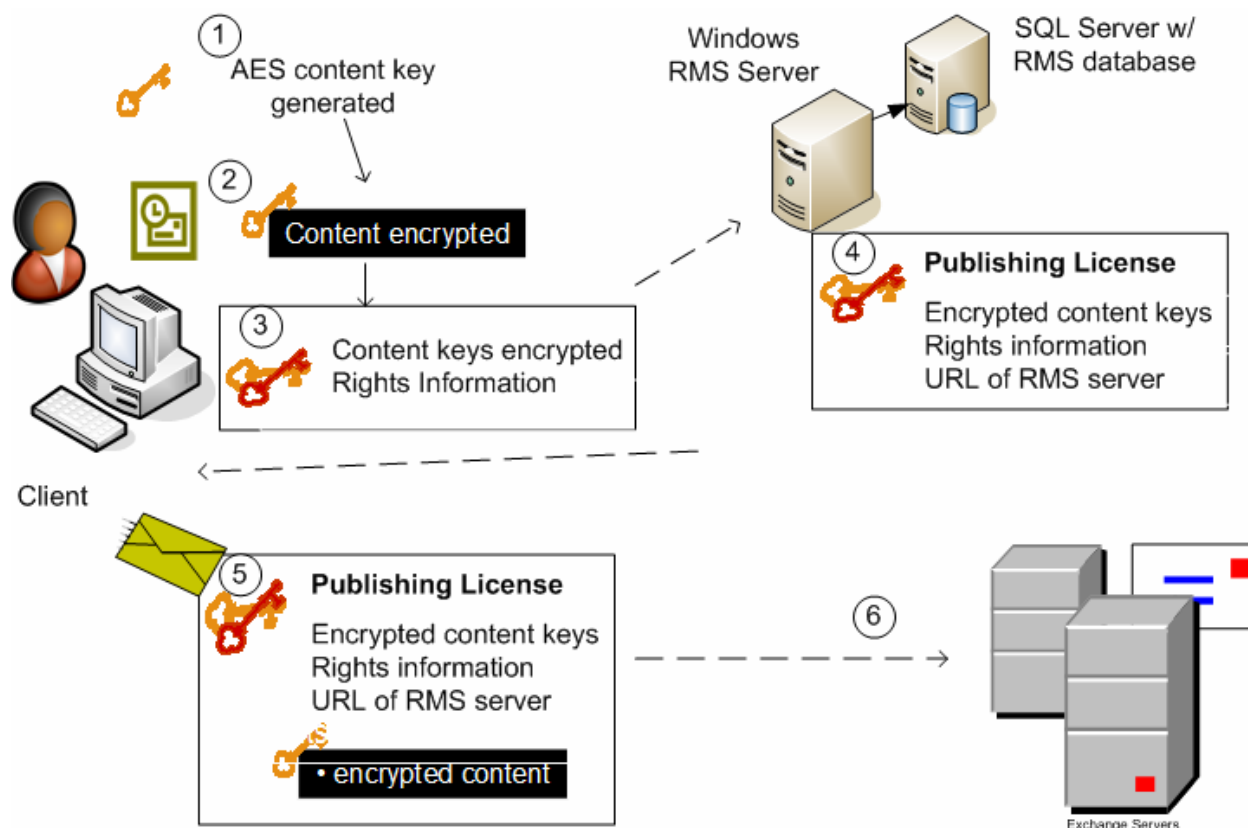 1
AES content key
generated
2
Content encrypted
3
Content keys encrypted
Rights Information
Windows
RMS Server
SQL Server w/
RMS database
4
Publishing License
Encrypted content keys
Rights information
URL of RMS server
Client
5
Publishing License
Encrypted content keys
Rights information
URL of RMS server
• encrypted content
6
Exchange Servers